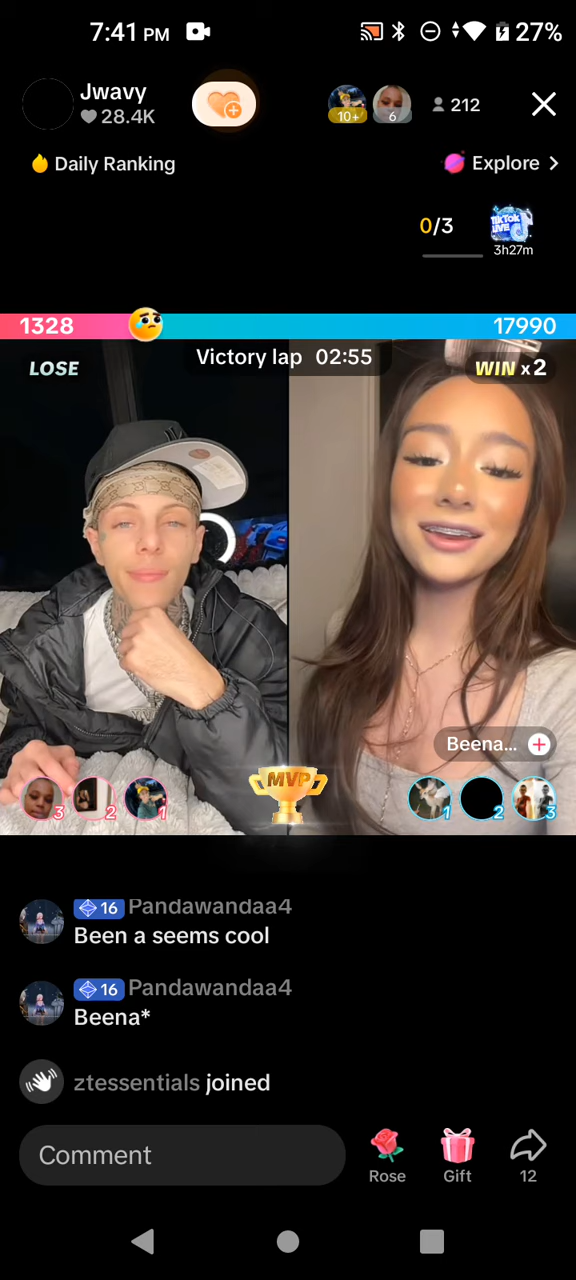 7:41 PM
27%
Jwavy
28.4K
10+
6
212
Daily Ranking
Explore
0/3
TikTok LIVE
3h27m
1328
17990
LOSE
Victory lap 02:55
WIN x2
Beena...
MVP
3
2
1
1
2
3
16 Pandawandaa4
Been a seems cool
16 Pandawandaa4
Beena*
ztessentials joined
Comment
Rose
Gift
12